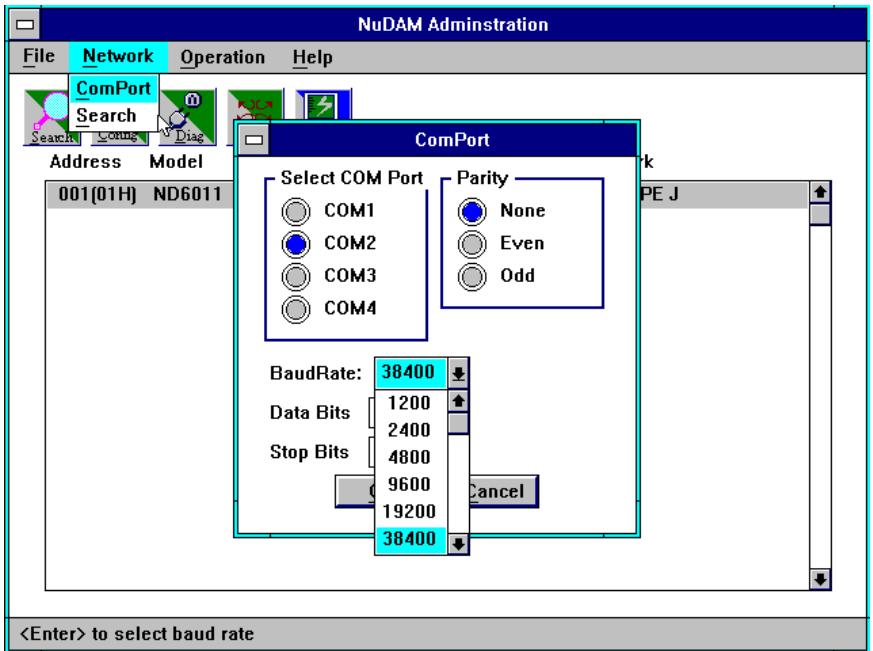 NuDAM Adminstration
File Network Operation Help
ComPort
Search
Search Config Diag
ComPort
Address Model k
001(01H) ND6011 PE J
Select COM Port Parity
COM1 None
COM2 Even
COM3 Odd
COM4
BaudRate: 38400
Data Bits 1200
2400
Stop Bits 4800
9600 Cancel
19200
38400
<Enter> to select baud rate